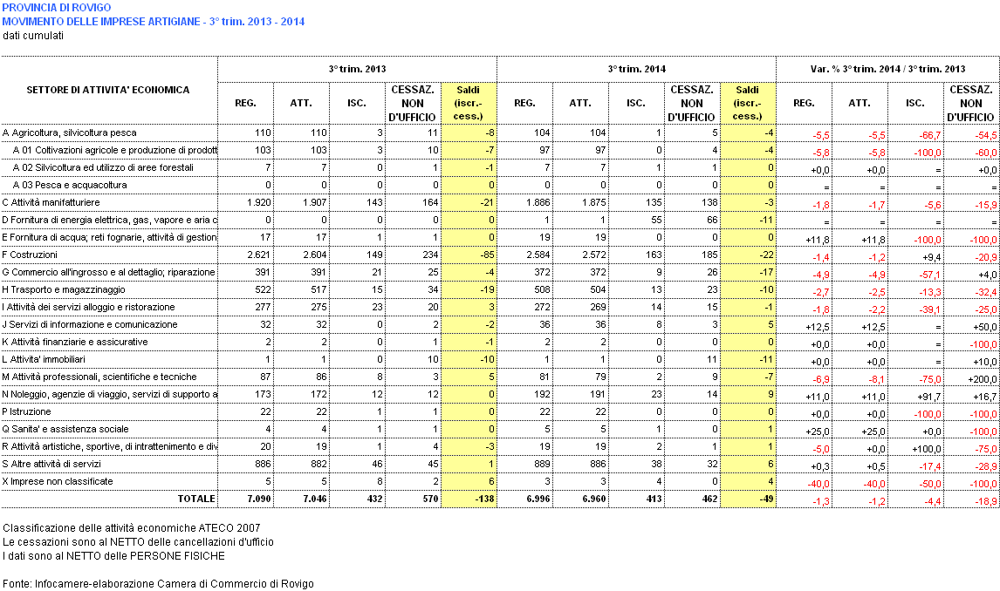 PROVINCIA DI ROVIGO
MOVIMENTO DELLE IMPRESE ARTIGIANE - 3° trim. 2013 - 2014
dati cumulati
SETTORE DI ATTIVITA' ECONOMICA 3° trim. 2013 3° trim. 2014 Var. % 3° trim. 2014 / 3° trim. 2013
REG. ATT. ISC. CESSAZ. NON D'UFFICIO Saldi (iscr.-cess.) REG. ATT. ISC. CESSAZ. NON D'UFFICIO Saldi (iscr.-cess.) REG. ATT. ISC. CESSAZ. NON D'UFFICIO
A Agricoltura, silvicoltura pesca 110 110 3 11 -8 104 104 1 5 -4 -5,5 -5,5 -66,7 -54,5
A 01 Coltivazioni agricole e produzione di prodott 103 103 3 10 -7 97 97 0 4 -4 -5,8 -5,8 -100,0 -60,0
A 02 Silvicoltura ed utilizzo di aree forestali 7 7 0 1 -1 7 7 1 1 0 +0,0 +0,0 = +0,0
A 03 Pesca e acquacoltura 0 0 0 0 0 0 0 0 0 0 = = = =
C Attività manifatturiere 1.920 1.907 143 164 -21 1.886 1.875 135 138 -3 -1,8 -1,7 -5,6 -15,9
D Fornitura di energia elettrica, gas, vapore e aria c 0 0 0 0 0 1 1 55 66 -11 = = = =
E Fornitura di acqua; reti fognarie, attività di gestion 17 17 1 1 0 19 19 0 0 0 +11,8 +11,8 -100,0 -100,0
F Costruzioni 2.621 2.604 149 234 -85 2.584 2.572 163 185 -22 -1,4 -1,2 +9,4 -20,9
G Commercio all'ingrosso e al dettaglio; riparazione 391 391 21 25 -4 372 372 9 26 -17 -4,9 -4,9 -57,1 +4,0
H Trasporto e magazzinaggio 522 517 15 34 -19 508 504 13 23 -10 -2,7 -2,5 -13,3 -32,4
I Attività dei servizi alloggio e ristorazione 277 275 23 20 3 272 269 14 15 -1 -1,8 -2,2 -39,1 -25,0
J Servizi di informazione e comunicazione 32 32 0 2 -2 36 36 8 3 5 +12,5 +12,5 = +50,0
K Attività finanziarie e assicurative 2 2 0 1 -1 2 2 0 0 0 +0,0 +0,0 = -100,0
L Attivita' immobiliari 1 1 0 10 -10 1 1 0 11 -11 +0,0 +0,0 = +10,0
M Attività professionali, scientifiche e tecniche 87 86 8 3 5 81 79 2 9 -7 -6,9 -8,1 -75,0 +200,0
N Noleggio, agenzie di viaggio, servizi di supporto a 173 172 12 12 0 192 191 23 14 9 +11,0 +11,0 +91,7 +16,7
P Istruzione 22 22 1 1 0 22 22 0 0 0 +0,0 +0,0 -100,0 -100,0
Q Sanita' e assistenza sociale 4 4 1 1 0 5 5 1 0 1 +25,0 +25,0 +0,0 -100,0
R Attività artistiche, sportive, di intrattenimento e div 20 19 1 4 -3 19 19 2 1 1 -5,0 +0,0 +100,0 -75,0
S Altre attività di servizi 886 882 46 45 1 889 886 38 32 6 +0,3 +0,5 -17,4 -28,9
X Imprese non classificate 5 5 8 2 6 3 3 4 0 4 -40,0 -40,0 -50,0 -100,0
TOTALE 7.090 7.046 432 570 -138 6.996 6.960 413 462 -49 -1,3 -1,2 -4,4 -18,9
Classificazione delle attività economiche ATECO 2007
Le cessazioni sono al NETTO delle cancellazioni d'ufficio
I dati sono al NETTO delle PERSONE FISICHE
Fonte: Infocamere-elaborazione Camera di Commercio di Rovigo